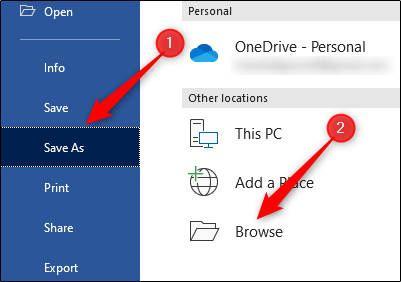 Open
Info
Save
Save As
Print
Share
Export
Personal
OneDrive - Personal
Other locations
This PC
Add a Place
Browse
1
2